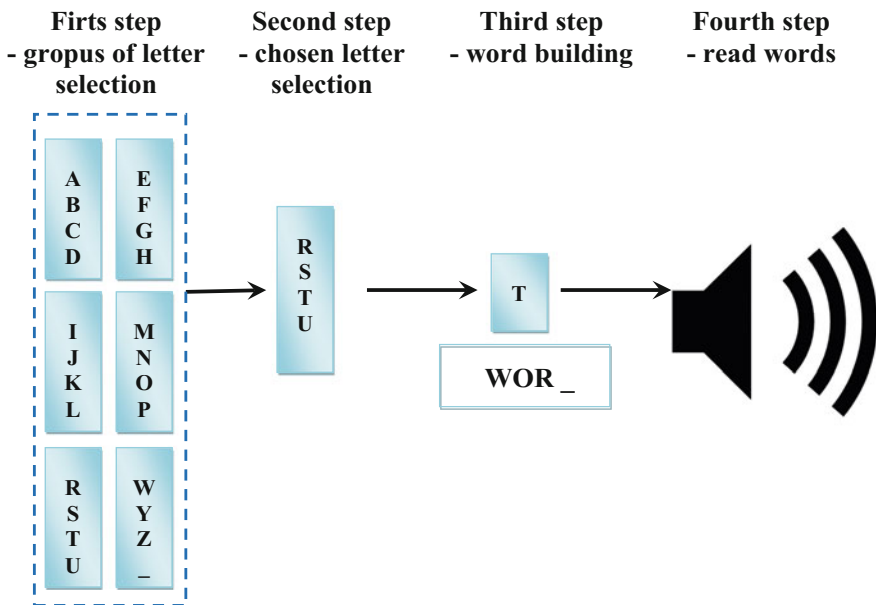 Firts step
- gropus of letter
selection
Second step
- chosen letter
selection
Third step
- word building
Fourth step
- read words
A
B
C
D
E
F
G
H
I
J
K
L
M
N
O
P
R
S
T
U
W
Y
Z
_
R
S
T
U
T
WOR _